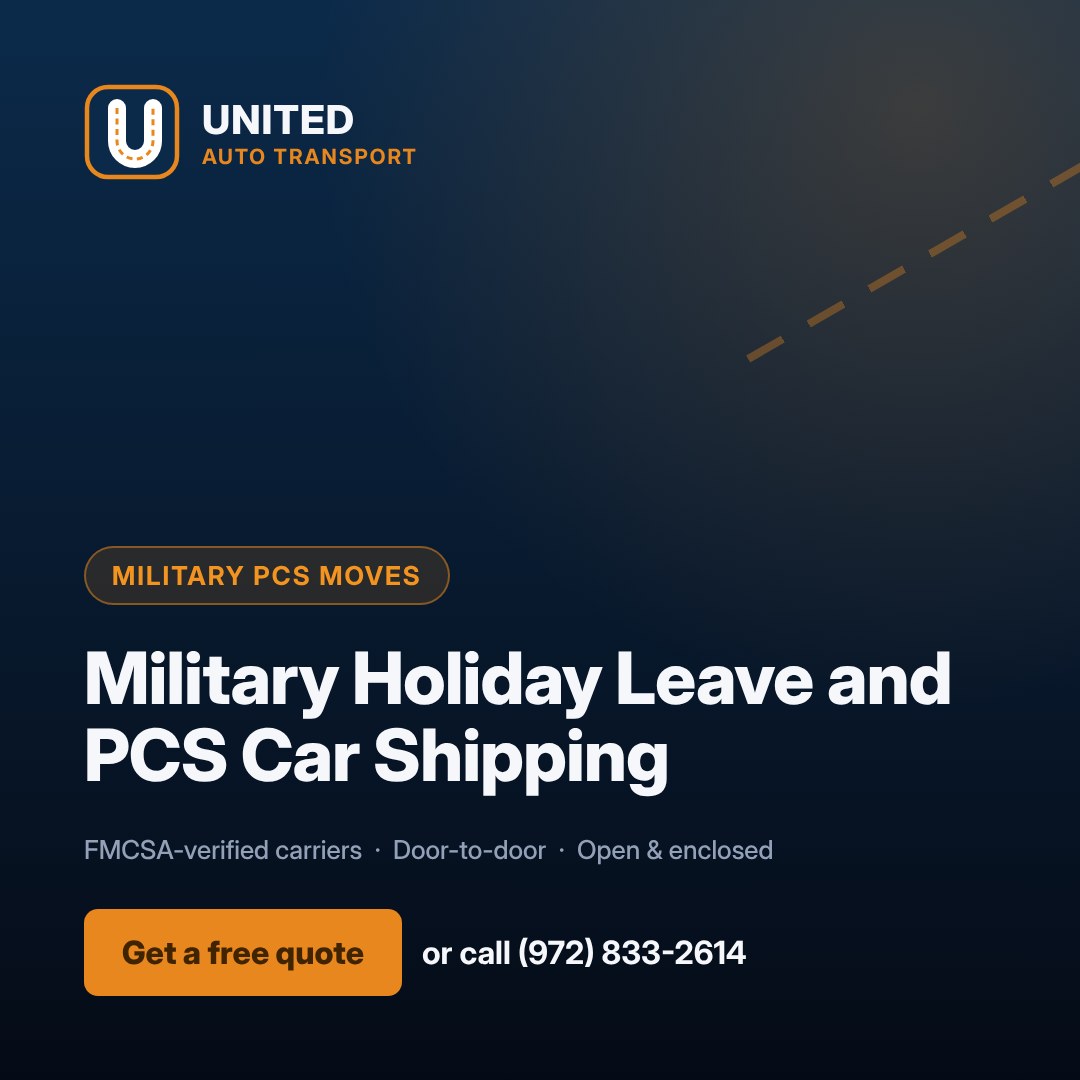 U
UNITED
AUTO TRANSPORT
MILITARY PCS MOVES
Military Holiday Leave and
PCS Car Shipping
FMCSA-verified carriers · Door-to-door · Open & enclosed
Get a free quote or call (972) 833-2614